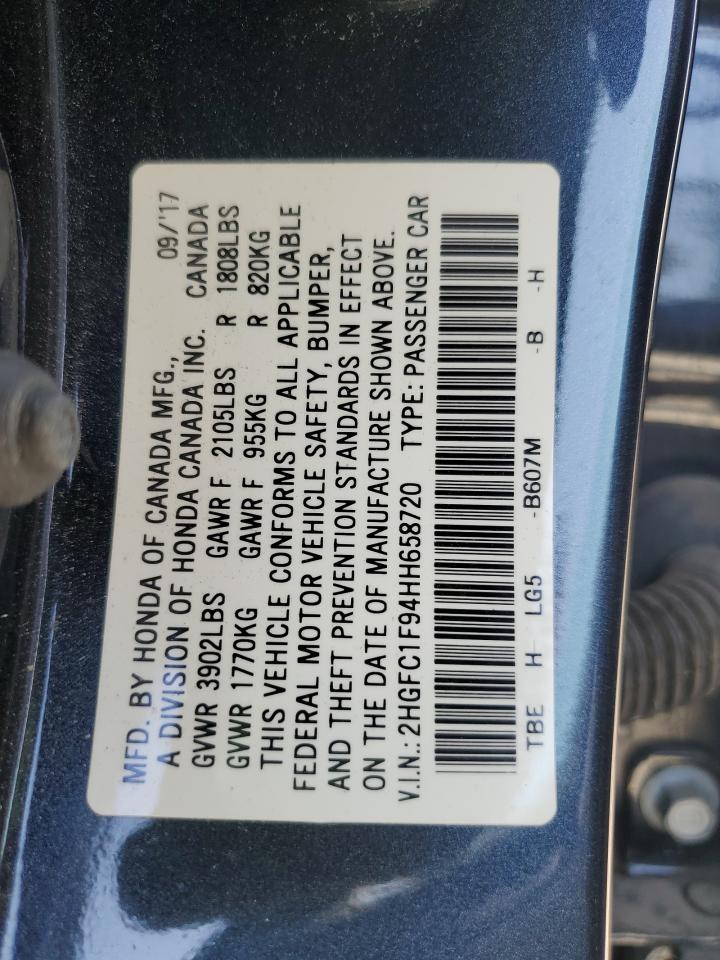 MFD. BY HONDA OF CANADA MFG., 09/'17
A DIVISION OF HONDA CANADA INC. CANADA
GVWR 3902LBS GAWR F 2105LBS R 1808LBS
GVWR 1770KG GAWR F 955KG R 820KG
THIS VEHICLE CONFORMS TO ALL APPLICABLE
FEDERAL MOTOR VEHICLE SAFETY, BUMPER,
AND THEFT PREVENTION STANDARDS IN EFFECT
ON THE DATE OF MANUFACTURE SHOWN ABOVE.
V.I.N.: 2HGFC1F94HH658720 TYPE: PASSENGER CAR
TBE H- LG5 -B607M -B -H